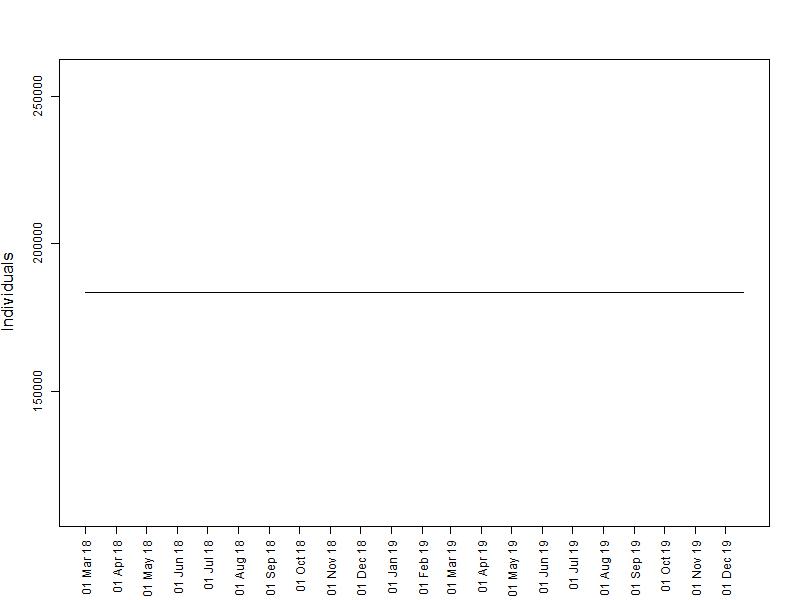 250000
200000
150000
Individuals
01 Mar 18
01 Apr 18
01 May 18
01 Jun 18
01 Jul 18
01 Aug 18
01 Sep 18
01 Oct 18
01 Nov 18
01 Dec 18
01 Jan 19
01 Feb 19
01 Mar 19
01 Apr 19
01 May 19
01 Jun 19
01 Jul 19
01 Aug 19
01 Sep 19
01 Oct 19
01 Nov 19
01 Dec 19